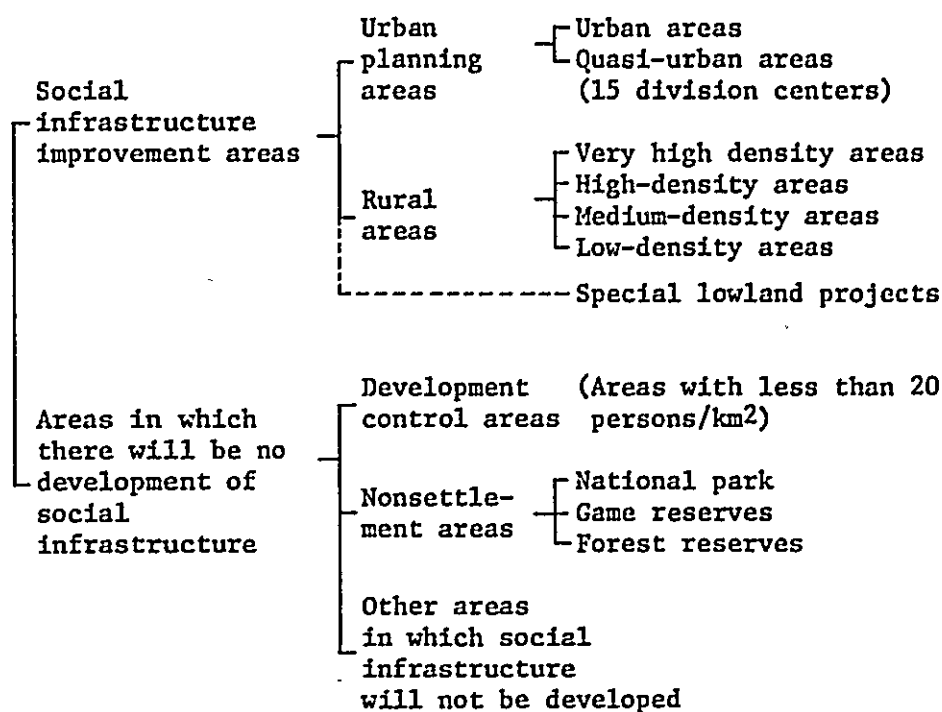 Social
infrastructure
improvement areas
Urban
planning
areas
Urban areas
Quasi-urban areas
(15 division centers)
Rural
areas
Very high density areas
High-density areas
Medium-density areas
Low-density areas
Special lowland projects
Areas in which
there will be no
development of
social
infrastructure
Development
control areas
(Areas with less than 20
persons/km2)
Nonsettle-
ment areas
National park
Game reserves
Forest reserves
Other areas
in which social
infrastructure
will not be developed